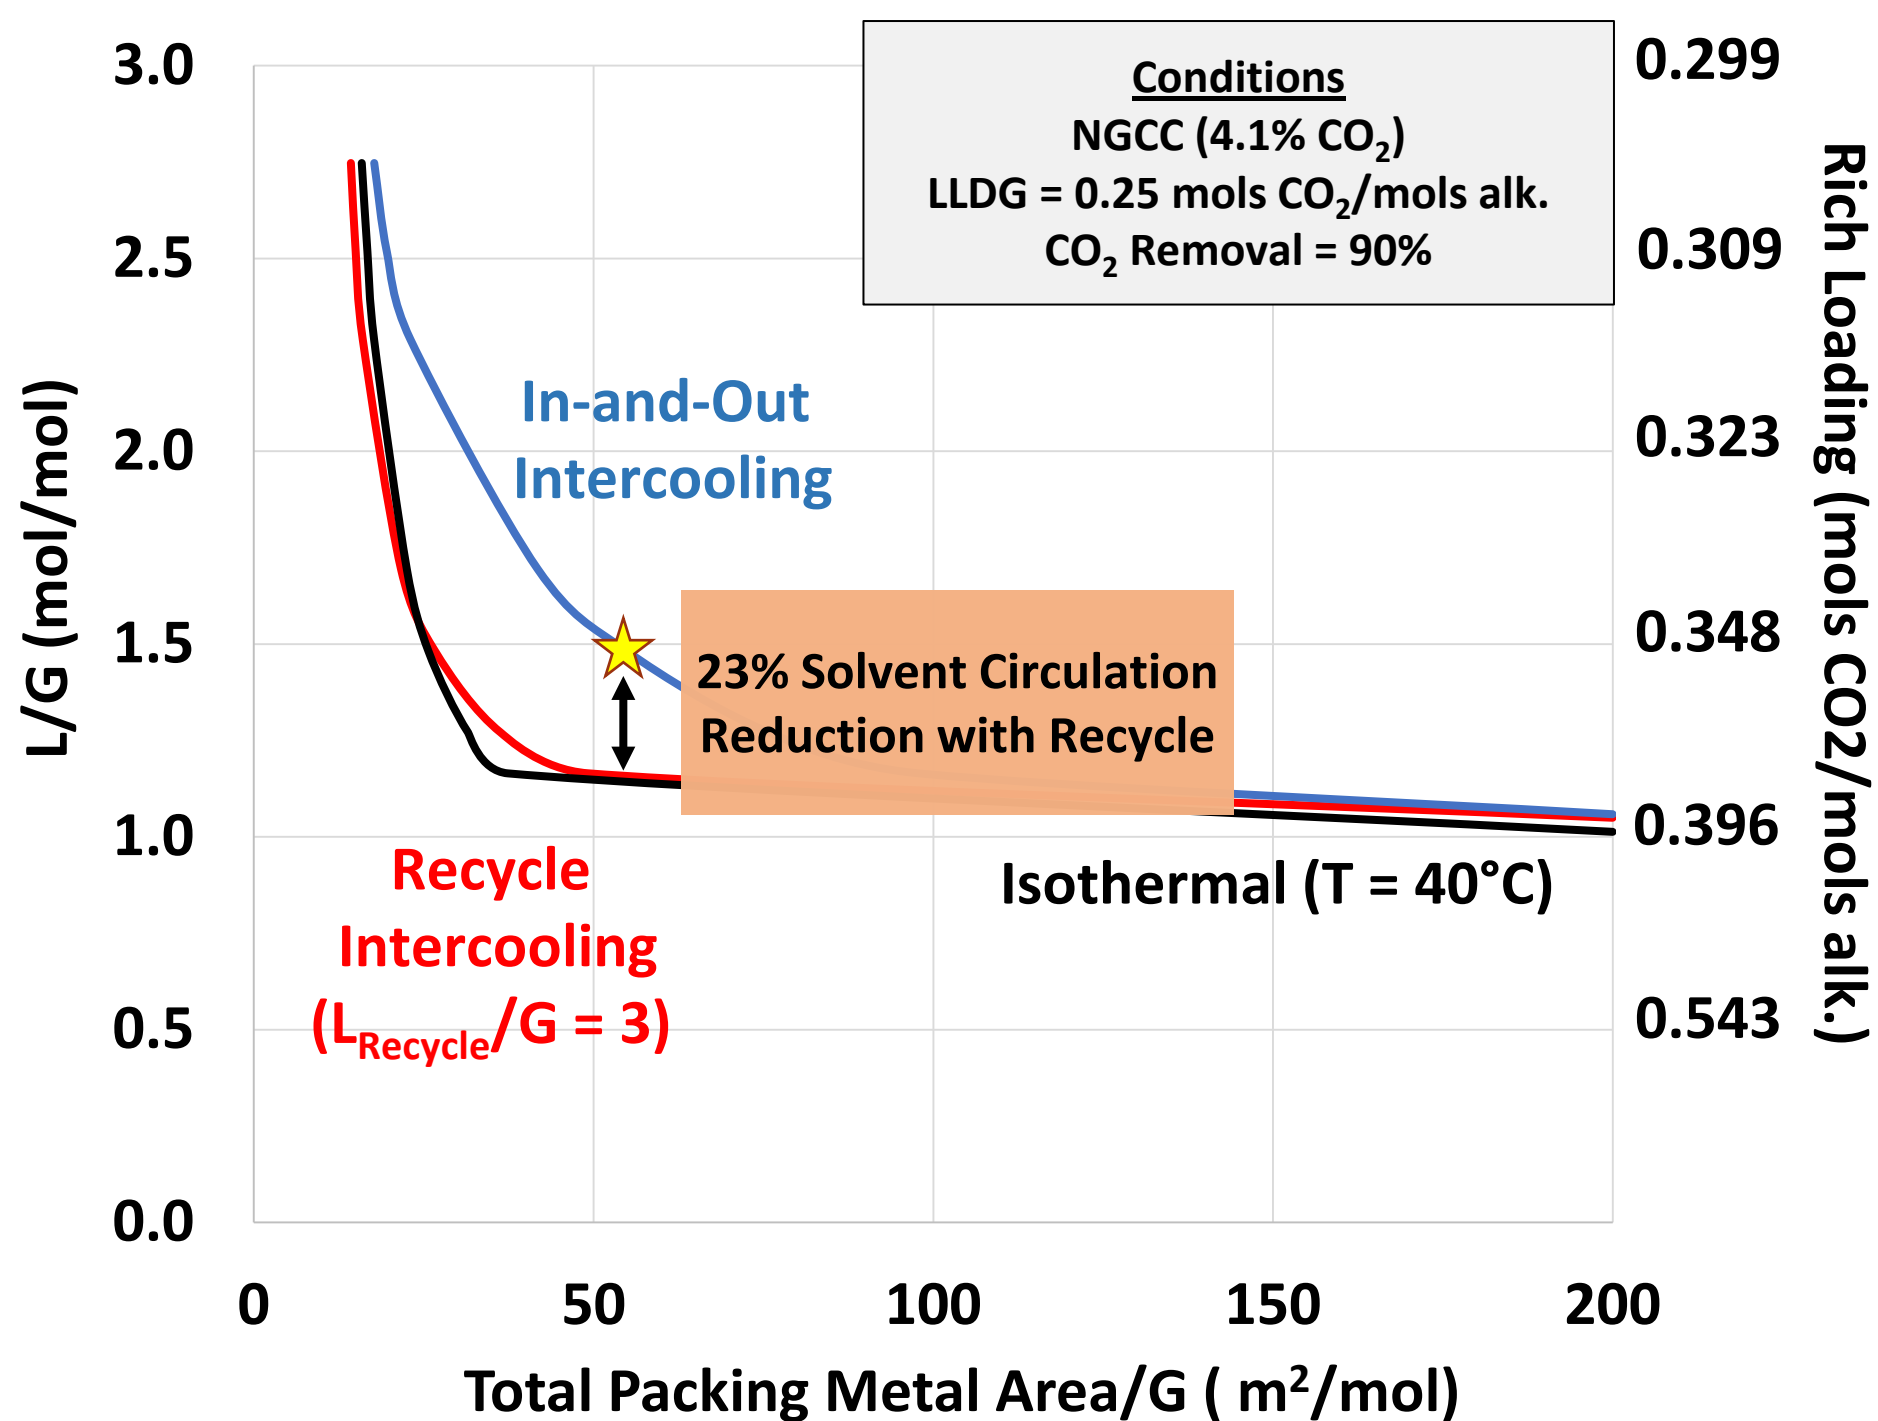 Conditions
NGCC (4.1% CO₂)
LLDG = 0.25 mols CO₂/mols alk.
CO₂ Removal = 90%
3.0
2.5
2.0
1.5
1.0
0.5
0.0
L/G (mol/mol)
In-and-Out
Intercooling
23% Solvent Circulation
Reduction with Recycle
Recycle
Intercooling
(L_Recycle/G = 3)
Isothermal (T = 40°C)
0.299
0.309
0.323
0.348
0.396
0.543
Rich Loading (mols CO2/mols alk.)
0
50
100
150
200
Total Packing Metal Area/G ( m²/mol)